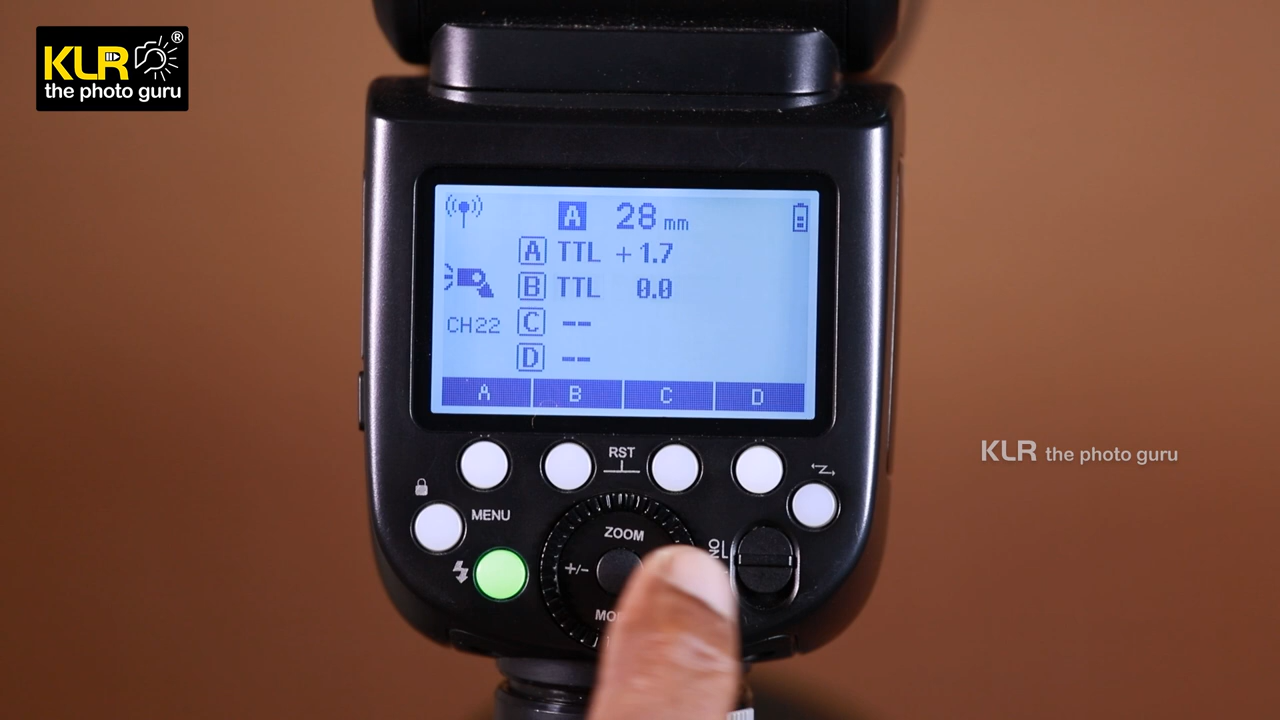 KLR®
the photo guru
A 28 mm
A TTL +1.7
B TTL 0.0
CH22 C --
D --
A B C D
RST
MENU
ZOOM
+/-
ON
KLR the photo guru